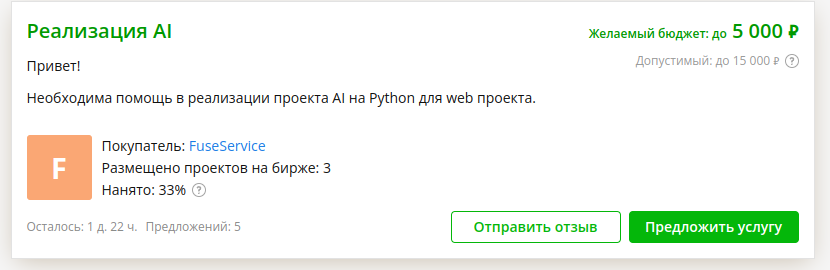 Реализация AI
Желаемый бюджет: до 5 000 ₽
Привет!
Допустимый: до 15 000 ₽ ?
Необходима помощь в реализации проекта AI на Python для web проекта.
F
Покупатель: FuseService
Размещено проектов на бирже: 3
Нанято: 33% ?
Осталось: 1 д. 22 ч. Предложений: 5
Отправить отзыв
Предложить услугу